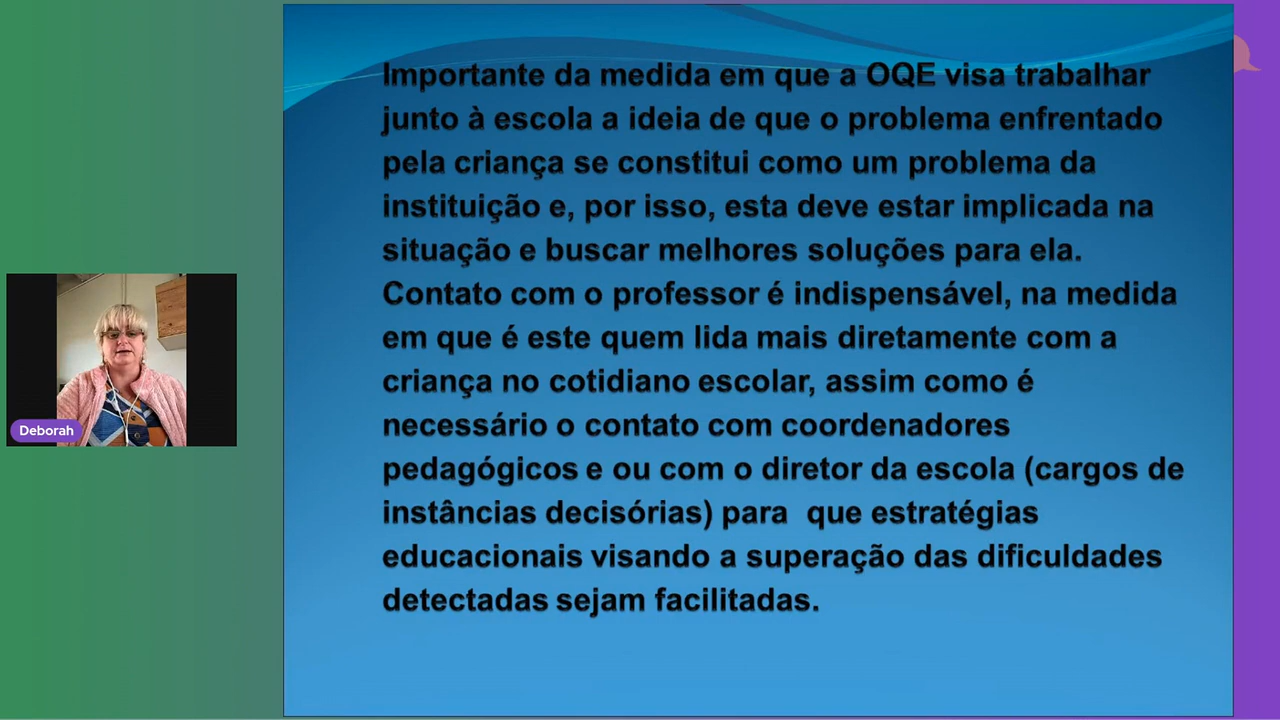 Importante da medida em que a OQE visa trabalhar
junto à escola a ideia de que o problema enfrentado
pela criança se constitui como um problema da
instituição e, por isso, esta deve estar implicada na
situação e buscar melhores soluções para ela.
Contato com o professor é indispensável, na medida
em que é este quem lida mais diretamente com a
criança no cotidiano escolar, assim como é
necessário o contato com coordenadores
pedagógicos e ou com o diretor da escola (cargos de
instâncias decisórias) para  que estratégias
educacionais visando a superação das dificuldades
detectadas sejam facilitadas.
Deborah